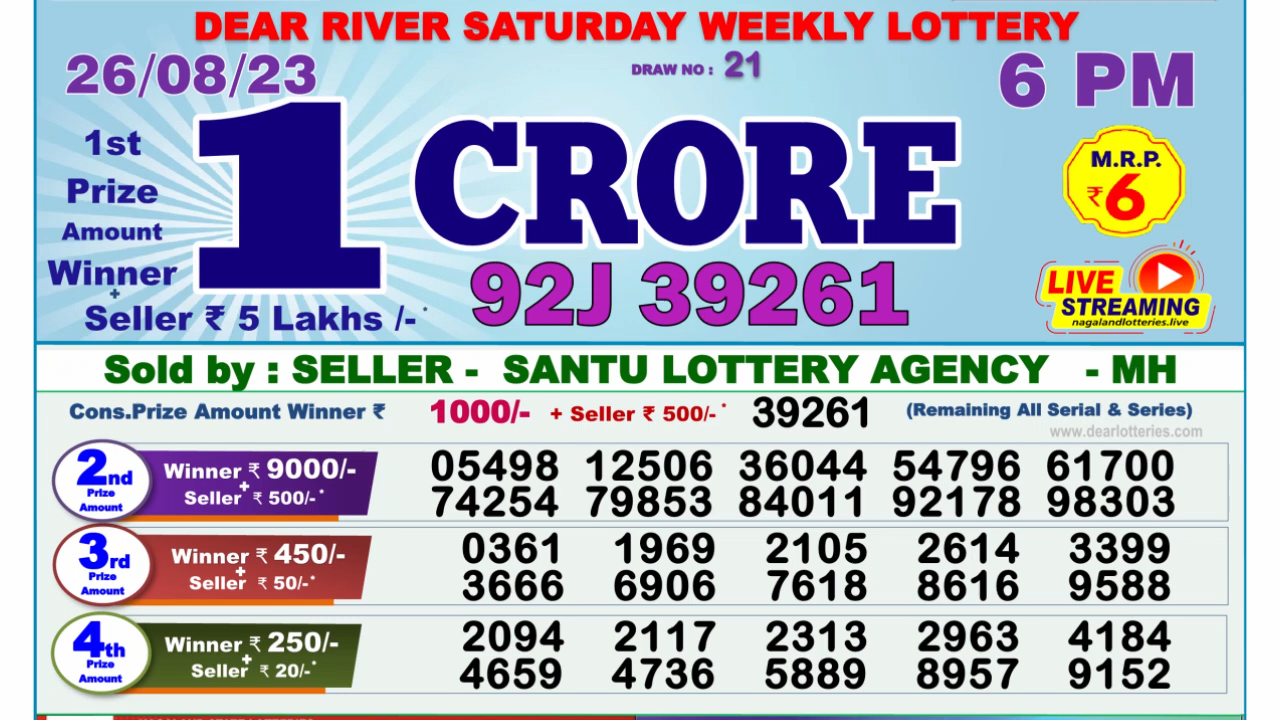 DEAR RIVER SATURDAY WEEKLY LOTTERY
26/08/23
DRAW NO : 21
6 PM
1st
Prize
Amount
Winner
+
Seller ₹ 5 Lakhs /-*
1 CRORE
92J 39261
M.R.P.
₹6
LIVE
STREAMING
nagalandlotteries.live
Sold by : SELLER - SANTU LOTTERY AGENCY - MH
Cons.Prize Amount Winner ₹ 1000/- + Seller ₹ 500/-* 39261 (Remaining All Serial & Series)
www.dearlotteries.com
2nd
Prize
Amount
Winner ₹ 9000/-
+
Seller ₹ 500/-*
05498 12506 36044 54796 61700
74254 79853 84011 92178 98303
3rd
Prize
Amount
Winner ₹ 450/-
+
Seller ₹ 50/-*
0361 1969 2105 2614 3399
3666 6906 7618 8616 9588
4th
Prize
Amount
Winner ₹ 250/-
+
Seller ₹ 20/-*
2094 2117 2313 2963 4184
4659 4736 5889 8957 9152